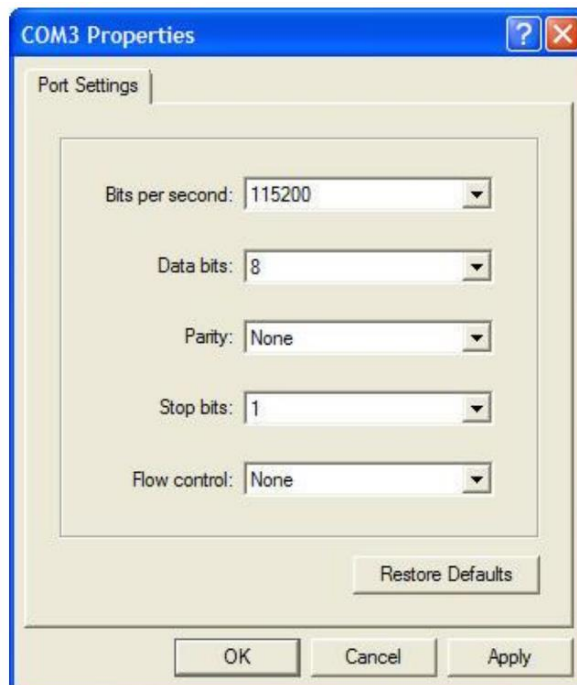 COM3 Properties
Port Settings
Bits per second: 115200
Data bits: 8
Parity: None
Stop bits: 1
Flow control: None
Restore Defaults
OK Cancel Apply